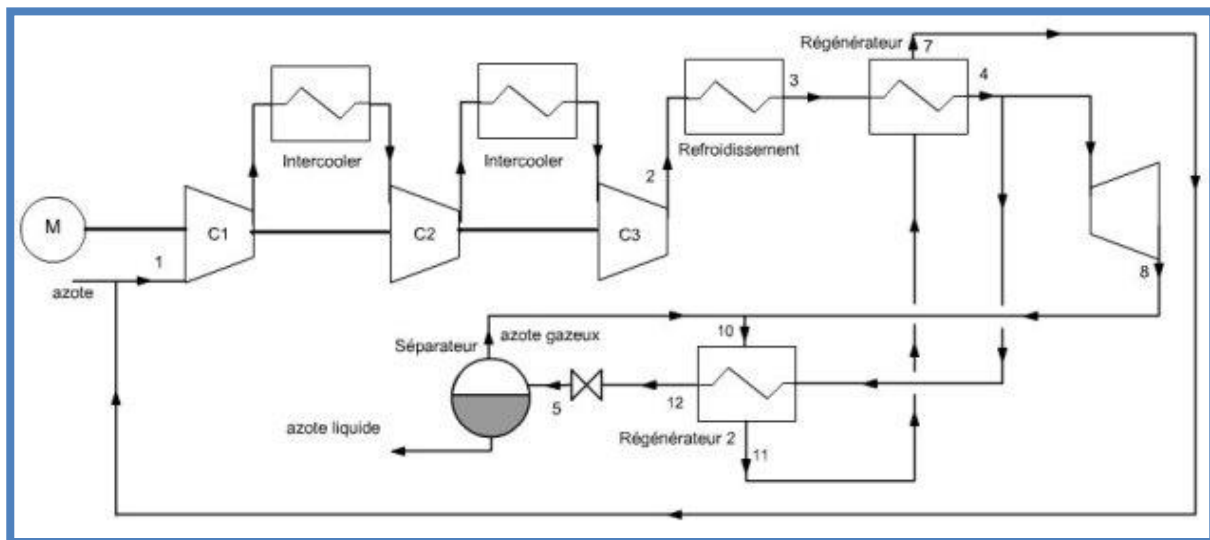 Régénérateur
7
3
4
Intercooler
Intercooler
Refroidissement
2
M
C1
C2
C3
1
azote
8
azote gazeux
10
Séparateur
5
12
azote liquide
Régénérateur 2
11